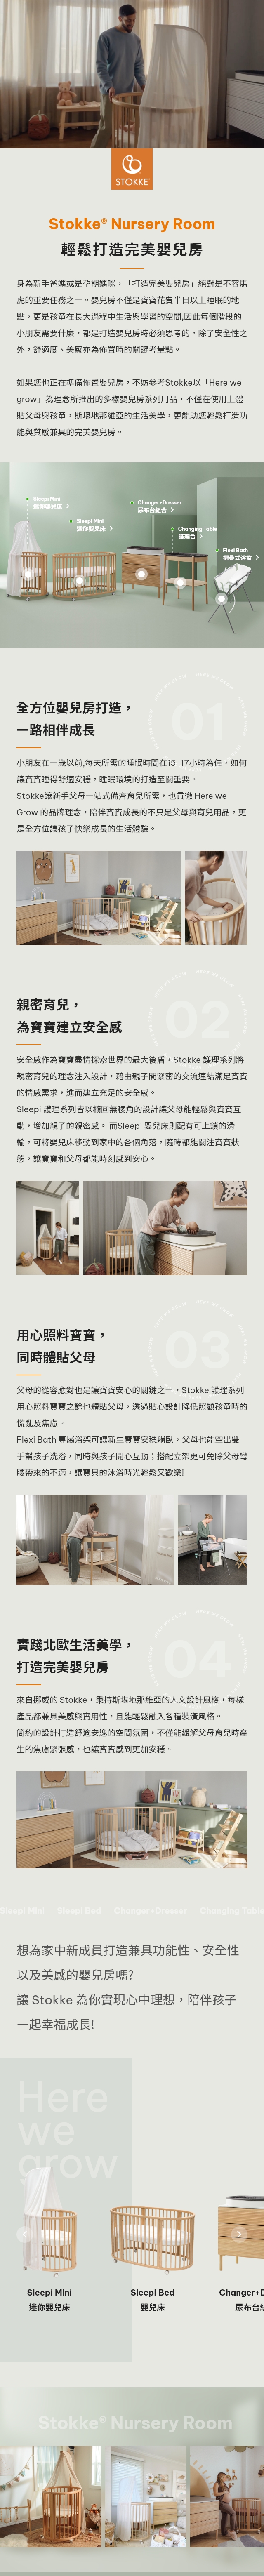 STOKKE
Stokke® Nursery Room
輕鬆打造完美嬰兒房
身為新手爸媽或是孕期媽咪，「打造完美嬰兒房」絕對是不容馬
虎的重要任務之一。嬰兒房不僅是寶寶花費半日以上睡眠的地
點，更是孩童在長大過程中生活與學習的空間,因此每個階段的
小朋友需要什麼，都是打造嬰兒房時必須思考的，除了安全性之
外，舒適度、美感亦為佈置時的關鍵考量點。
如果您也正在準備佈置嬰兒房，不妨參考Stokke以「Here we
grow」為理念所推出的多樣嬰兒房系列用品，不僅在使用上體
貼父母與孩童，斯堪地那維亞的生活美學，更能助您輕鬆打造功
能與質感兼具的完美嬰兒房。
Sleepi Mini
迷你嬰兒床
Sleepi Mini
迷你嬰兒床
Changer+Dresser
尿布台組合
Changing Table
護理台
Flexi Bath
摺疊式浴盆
01
全方位嬰兒房打造，
一路相伴成長
小朋友在一歲以前,每天所需的睡眠時間在15-17小時為佳，如何
讓寶寶睡得舒適安穩，睡眠環境的打造至關重要。
Stokke讓新手父母一站式備齊育兒所需，也貫徹 Here we
Grow 的品牌理念，陪伴寶寶成長的不只是父母與育兒用品，更
是全方位讓孩子快樂成長的生活體驗。
02
親密育兒，
為寶寶建立安全感
安全感作為寶寶盡情探索世界的最大後盾，Stokke 護理系列將
親密育兒的理念注入設計，藉由親子間緊密的交流連結滿足寶寶
的情感需求，進而建立充足的安全感。
Sleepi 護理系列皆以橢圓無稜角的設計讓父母能輕鬆與寶寶互
動，增加親子的親密感。 而Sleepi 嬰兒床則配有可上鎖的滑
輪，可將嬰兒床移動到家中的各個角落，隨時都能關注寶寶狀
態，讓寶寶和父母都能時刻感到安心。
03
用心照料寶寶，
同時體貼父母
父母的從容應對也是讓寶寶安心的關鍵之一，Stokke 護理系列
用心照料寶寶之餘也體貼父母，透過貼心設計降低照顧孩童時的
慌亂及焦慮。
Flexi Bath 專屬浴架可讓新生寶寶安穩躺臥，父母也能空出雙
手幫孩子洗浴，同時與孩子開心互動；搭配立架更可免除父母彎
腰帶來的不適，讓寶貝的沐浴時光輕鬆又歡樂!
04
實踐北歐生活美學，
打造完美嬰兒房
來自挪威的 Stokke，秉持斯堪地那維亞的人文設計風格，每樣
產品都兼具美感與實用性，且能輕鬆融入各種裝潢風格。
簡約的設計打造舒適安逸的空間氛圍，不僅能緩解父母育兒時產
生的焦慮緊張感，也讓寶寶感到更加安穩。
Sleepi Mini Sleepi Bed Changer+Dresser Changing Table
想為家中新成員打造兼具功能性、安全性
以及美感的嬰兒房嗎?
讓 Stokke 為你實現心中理想，陪伴孩子
一起幸福成長!
Here
we
grow
Sleepi Mini
迷你嬰兒床
Sleepi Bed
嬰兒床
Changer+D
尿布台
Stokke® Nursery Room